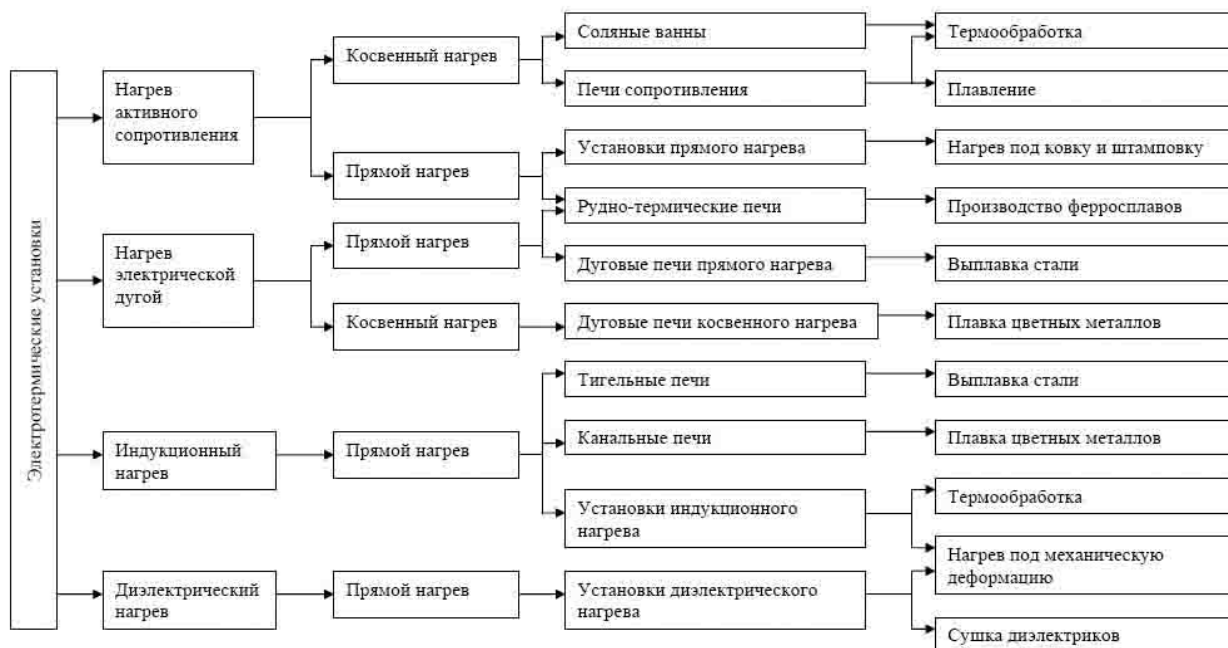 Электротермические установки
Нагрев
активного
сопротивления
Нагрев
электрической
дугой
Индукционный
нагрев
Диэлектрический
нагрев
Косвенный нагрев
Прямой нагрев
Прямой нагрев
Косвенный нагрев
Прямой нагрев
Прямой нагрев
Соляные ванны
Печи сопротивления
Установки прямого нагрева
Рудно-термические печи
Дуговые печи прямого нагрева
Дуговые печи косвенного нагрева
Тигельные печи
Канальные печи
Установки индукционного
нагрева
Установки диэлектрического
нагрева
Термообработка
Плавление
Нагрев под ковку и штамповку
Производство ферросплавов
Выплавка стали
Плавка цветных металлов
Выплавка стали
Плавка цветных металлов
Термообработка
Нагрев под механическую
деформацию
Сушка диэлектриков